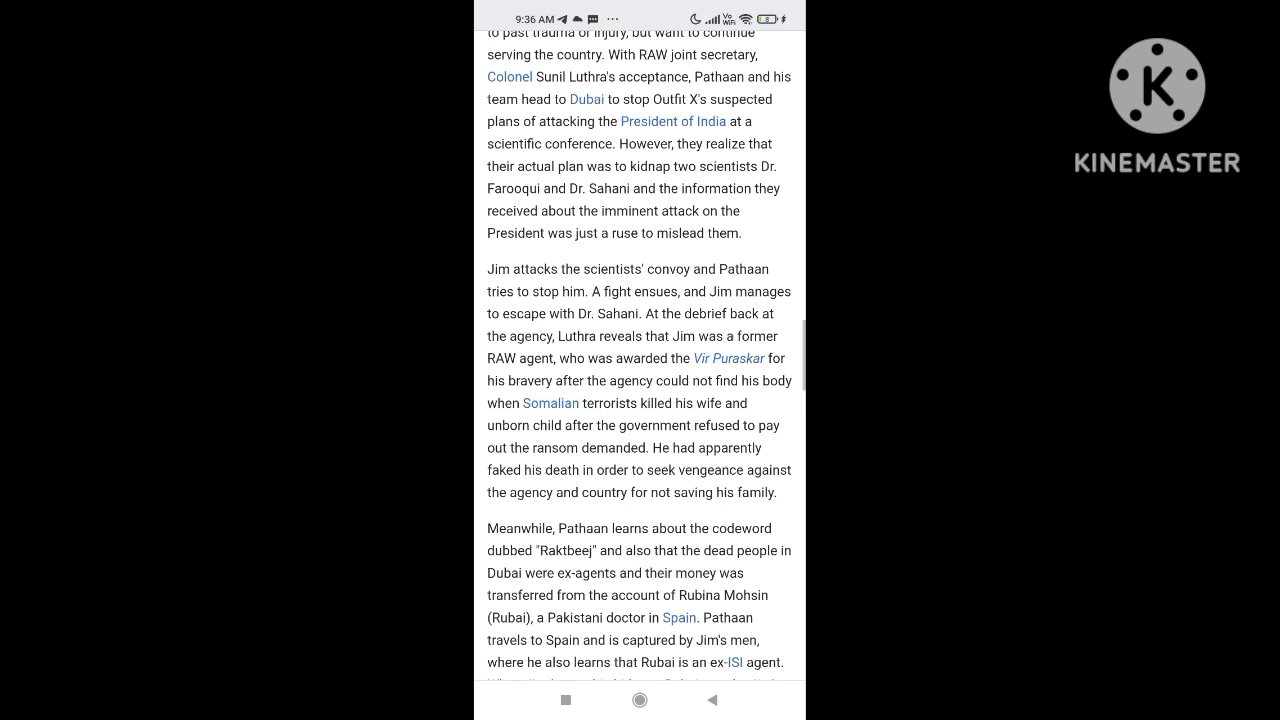 9:36 AM
Vo
WiFi
8
to past trauma or injury, but want to continue
serving the country. With RAW joint secretary,
Colonel Sunil Luthra's acceptance, Pathaan and his
team head to Dubai to stop Outfit X's suspected
plans of attacking the President of India at a
scientific conference. However, they realize that
their actual plan was to kidnap two scientists Dr.
Farooqui and Dr. Sahani and the information they
received about the imminent attack on the
President was just a ruse to mislead them.
Jim attacks the scientists' convoy and Pathaan
tries to stop him. A fight ensues, and Jim manages
to escape with Dr. Sahani. At the debrief back at
the agency, Luthra reveals that Jim was a former
RAW agent, who was awarded the Vir Puraskar for
his bravery after the agency could not find his body
when Somalian terrorists killed his wife and
unborn child after the government refused to pay
out the ransom demanded. He had apparently
faked his death in order to seek vengeance against
the agency and country for not saving his family.
Meanwhile, Pathaan learns about the codeword
dubbed "Raktbeej" and also that the dead people in
Dubai were ex-agents and their money was
transferred from the account of Rubina Mohsin
(Rubai), a Pakistani doctor in Spain. Pathaan
travels to Spain and is captured by Jim's men,
where he also learns that Rubai is an ex-ISI agent.
K
KINEMASTER